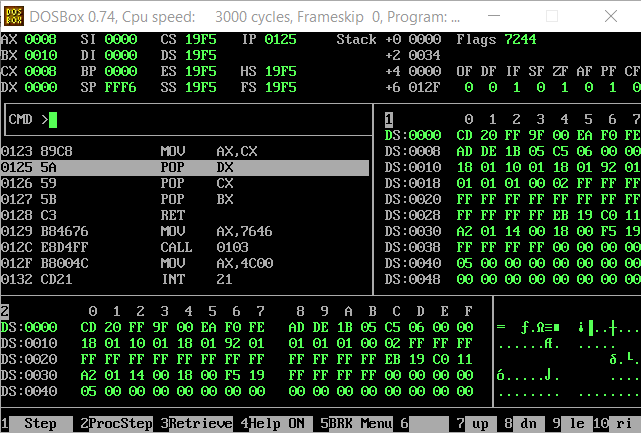 DOS BOX DOSBox 0.74, Cpu speed: 3000 cycles, Frameskip 0, Program: ...
AX 0008 SI 0000 CS 19F5 IP 0125 Stack +0 0000 Flags 7244
BX 0010 DI 0000 DS 19F5 +2 0034
CX 0008 BP 0000 ES 19F5 HS 19F5 +4 0000 OF DF IF SF ZF AF PF CF
DX 0000 SP FFF6 SS 19F5 FS 19F5 +6 012F 0 0 1 0 1 0 1 0
CMD >
1 0 1 2 3 4 5 6 7
DS:0000 CD 20 FF 9F 00 EA F0 FE
DS:0008 AD DE 1B 05 C5 06 00 00
DS:0010 18 01 10 01 18 01 92 01
DS:0018 01 01 01 00 02 FF FF FF
DS:0020 FF FF FF FF FF FF FF FF
DS:0028 FF FF FF FF EB 19 C0 11
DS:0030 A2 01 14 00 18 00 F5 19
DS:0038 FF FF FF FF 00 00 00 00
DS:0040 05 00 00 00 00 00 00 00
DS:0048 00 00 00 00 00 00 00 00
0123 89C8 MOV AX,CX
0125 5A POP DX
0126 59 POP CX
0127 5B POP BX
0128 C3 RET
0129 B84676 MOV AX,7646
012C E8D4FF CALL 0103
012F B8004C MOV AX,4C00
0132 CD21 INT 21
2 0 1 2 3 4 5 6 7 8 9 A B C D E F
DS:0000 CD 20 FF 9F 00 EA F0 FE AD DE 1B 05 C5 06 00 00 = ƒ.Ω≡■ ¡▐..┼.
DS:0010 18 01 10 01 18 01 92 01 01 01 01 00 02 FF FF FF ......Æ.
DS:0020 FF FF FF FF FF FF FF FF FF FF FF FF EB 19 C0 11 δ.└.
DS:0030 A2 01 14 00 18 00 F5 19 FF FF FF FF 00 00 00 00 ó.....⌡. ....
DS:0040 05 00 00 00 00 00 00 00 00 00 00 00 00 00 00 00 ................
1 Step 2ProcStep 3Retrieve 4Help ON 5BRK Menu 6 7 up 8 dn 9 le 10 ri